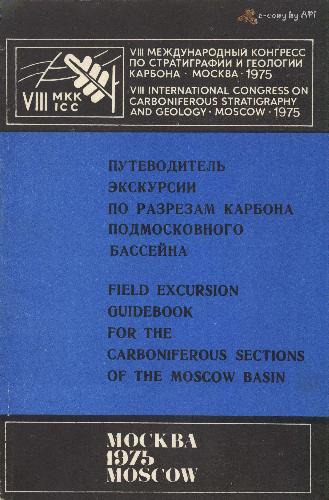 e-copy by API
VIII МЕЖДУНАРОДНЫЙ КОНГРЕСС
ПО СТРАТИГРАФИИ И ГЕОЛОГИИ
КАРБОНА · МОСКВА · 1975
VIII INTERNATIONAL CONGRESS ON
CARBONIFEROUS STRATIGRAPHY
AND GEOLOGY · MOSCOW · 1975
VIII МКК
ICC
ПУТЕВОДИТЕЛЬ
ЭКСКУРСИИ
ПО РАЗРЕЗАМ КАРБОНА
ПОДМОСКОВНОГО
БАССЕЙНА
FIELD EXCURSION
GUIDEBOOK
FOR THE
CARBONIFEROUS SECTIONS
OF THE MOSCOW BASIN
МОСКВА
1975
MOSCOW